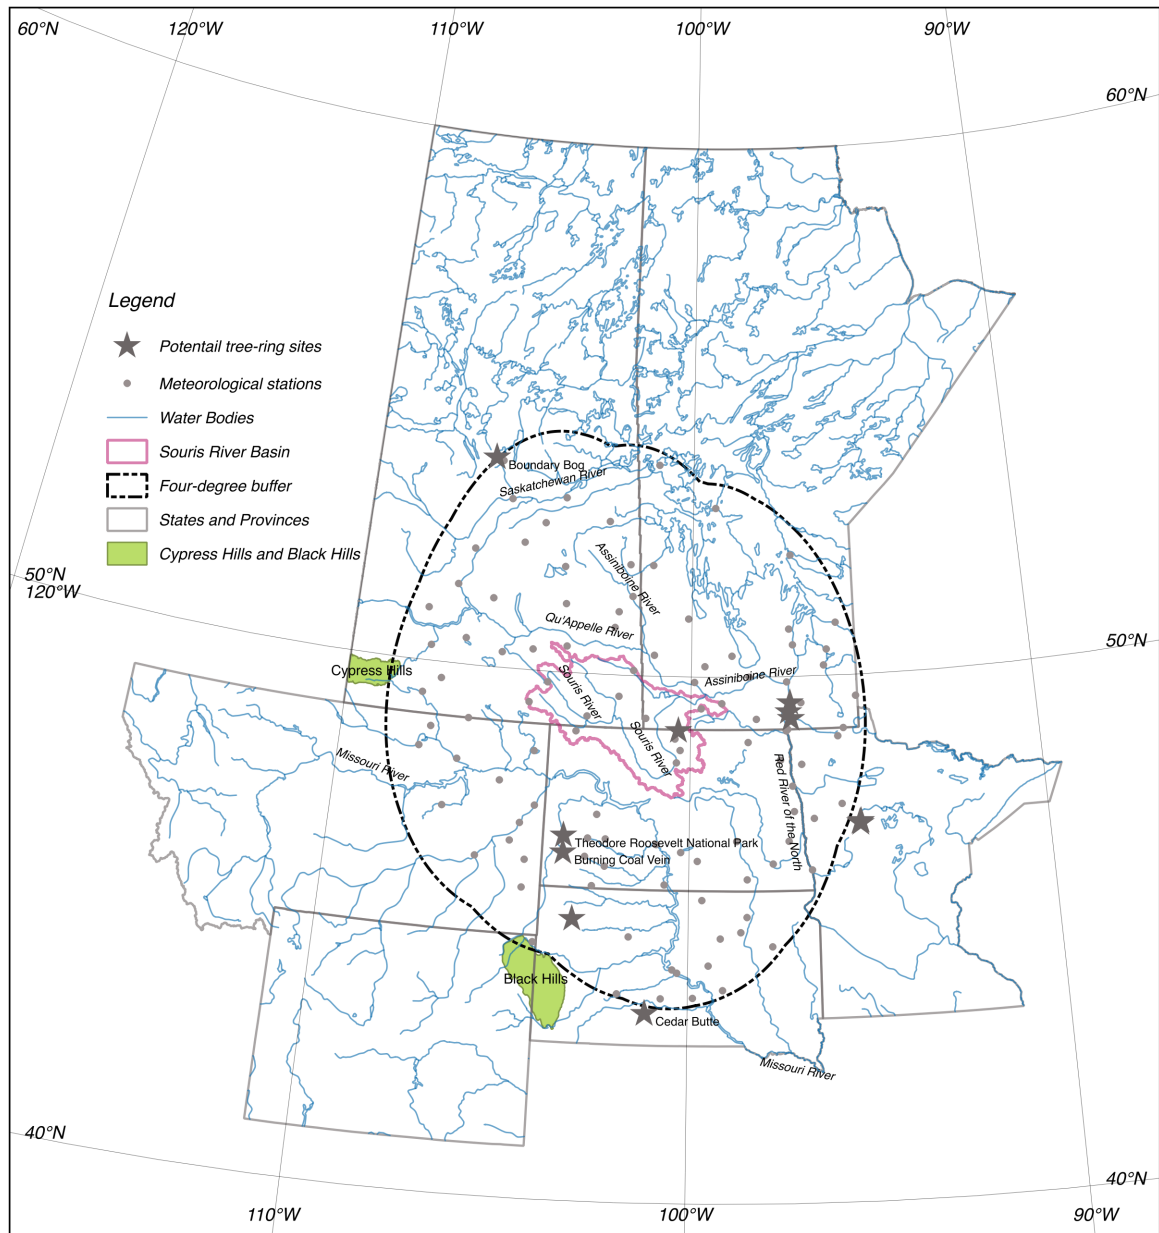 60°N
120°W
110°W
100°W
90°W
60°N
Legend
Potentail tree-ring sites
Meteorological stations
Water Bodies
Souris River Basin
Four-degree buffer
States and Provinces
Cypress Hills and Black Hills
Boundary Bog
Saskatchewan River
Assiniboine River
50°N
120°W
Qu'Appelle River
50°N
Cypress Hills
Souris River
Assiniboine River
Souris River
Missouri River
Red River of the North
Theodore Roosevelt National Park
Burning Coal Vein
Black Hills
Cedar Butte
Missouri River
40°N
40°N
110°W
100°W
90°W